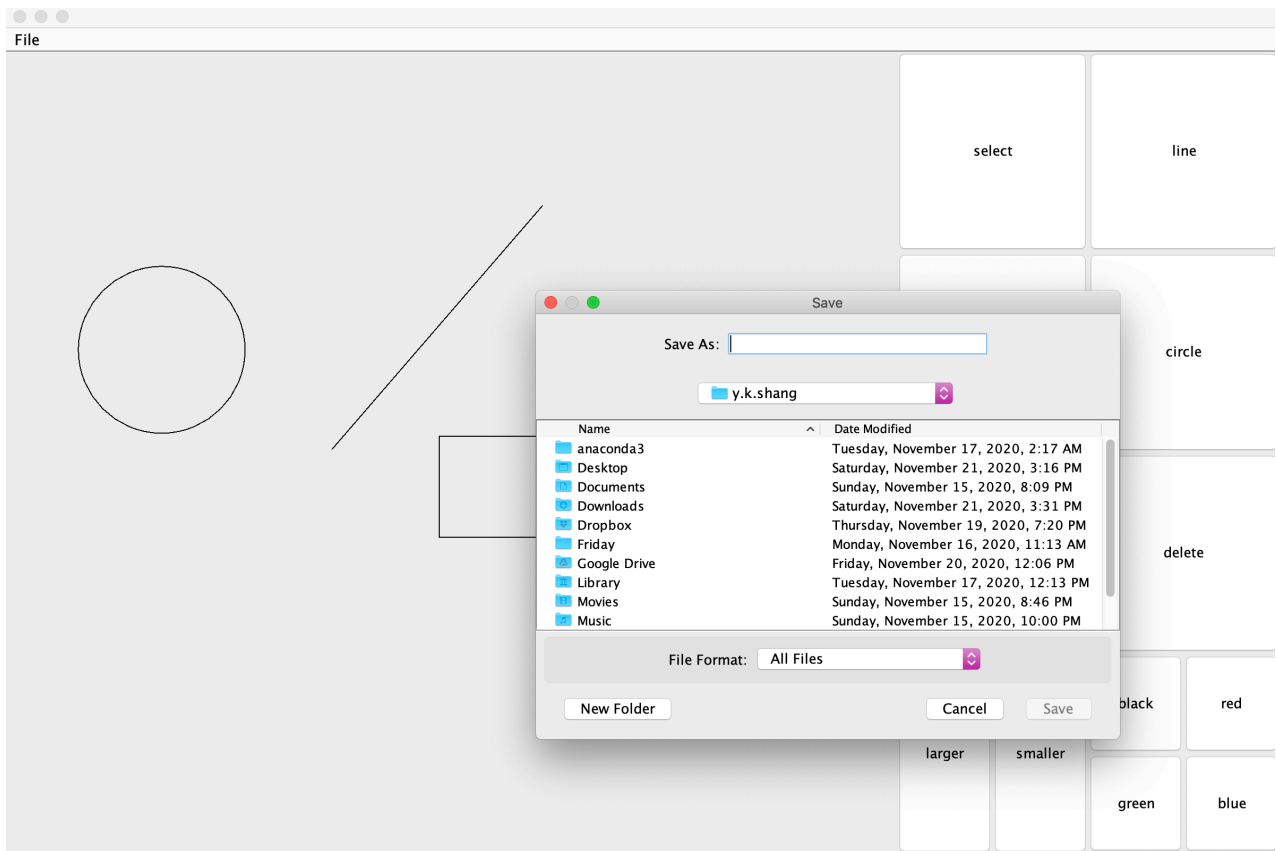 File
select
line
circle
delete
black
red
larger
smaller
green
blue
Save
Save As:
y.k.shang
Name Date Modified
anaconda3 Tuesday, November 17, 2020, 2:17 AM
Desktop Saturday, November 21, 2020, 3:16 PM
Documents Sunday, November 15, 2020, 8:09 PM
Downloads Saturday, November 21, 2020, 3:31 PM
Dropbox Thursday, November 19, 2020, 7:20 PM
Friday Monday, November 16, 2020, 11:13 AM
Google Drive Friday, November 20, 2020, 12:06 PM
Library Tuesday, November 17, 2020, 12:13 PM
Movies Sunday, November 15, 2020, 8:46 PM
Music Sunday, November 15, 2020, 10:00 PM
File Format: All Files
New Folder
Cancel
Save